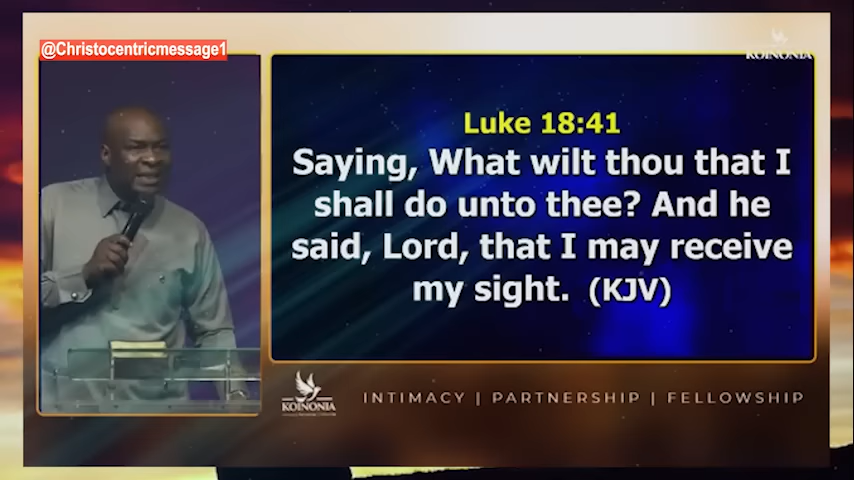 @Christocentricmessage1
KOINONIA
Luke 18:41
Saying, What wilt thou that I
shall do unto thee? And he
said, Lord, that I may receive
my sight. (KJV)
KOINONIA
INTIMACY | PARTNERSHIP | FELLOWSHIP